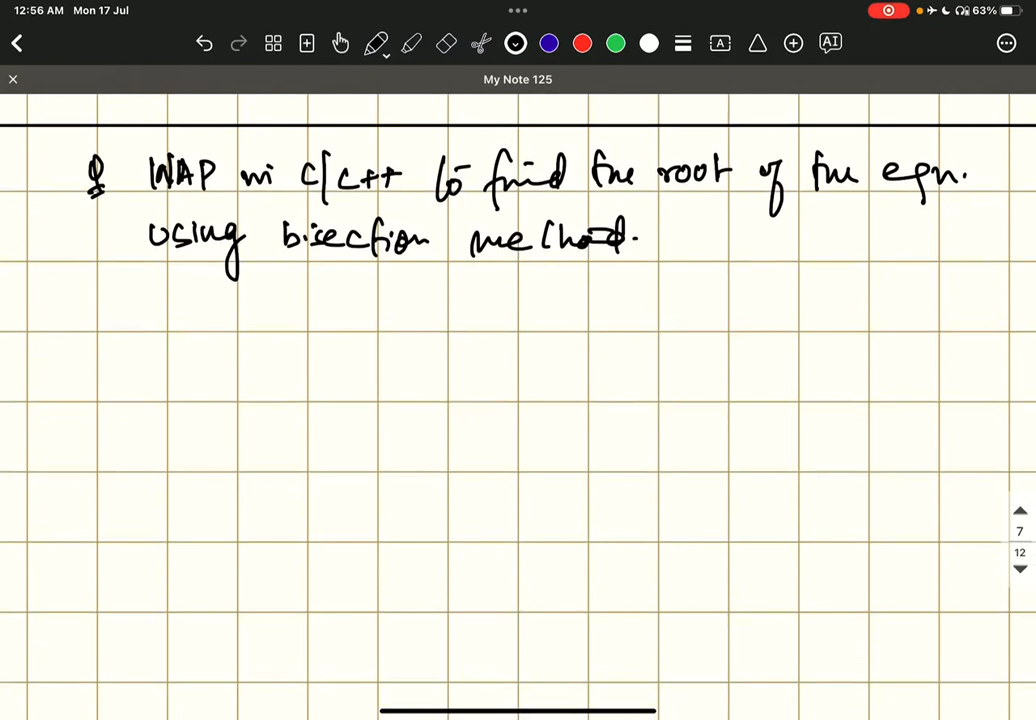 12:56 AM Mon 17 Jul
63%
AI
My Note 125
Q WAP in C/C++ to find the root of the eqn.
using bisection method.
7
12